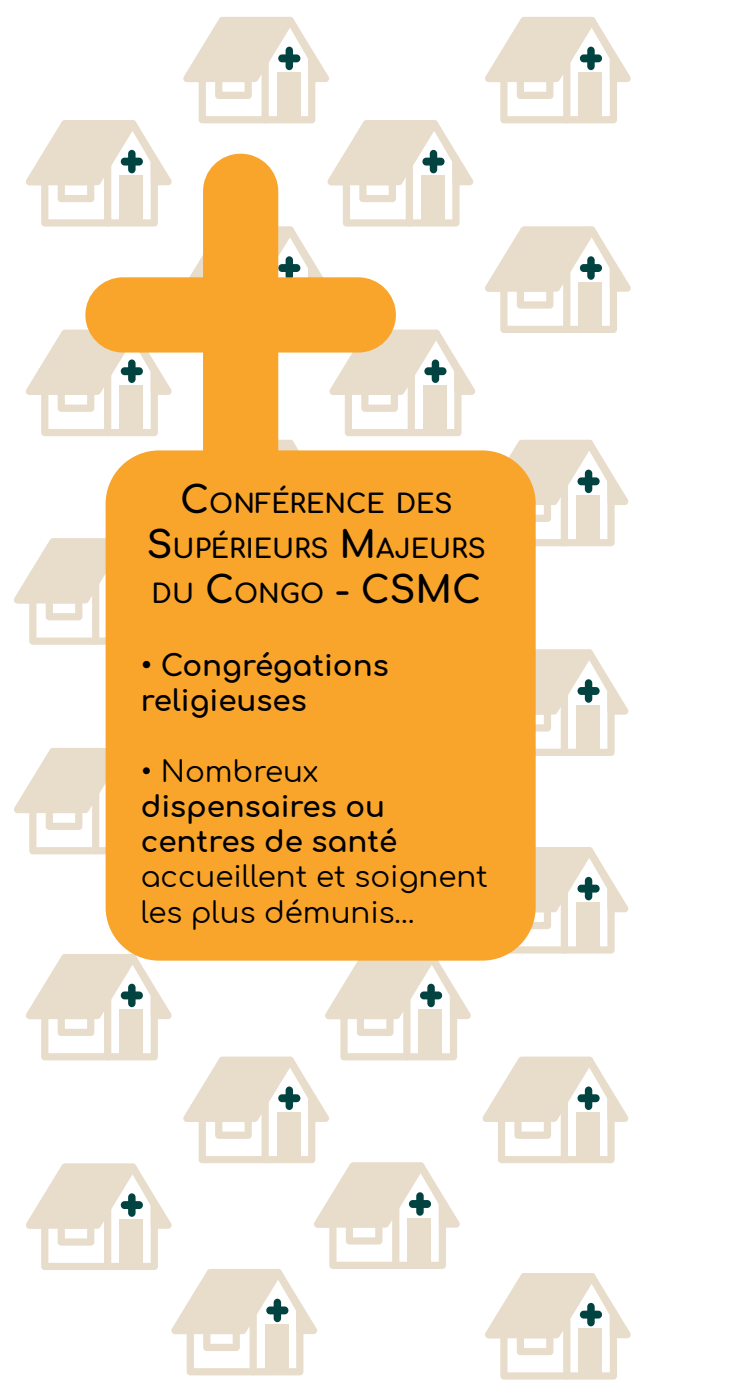 Conférence des
Supérieurs Majeurs
du Congo - CSMC
• Congrégations
religieuses
• Nombreux
dispensaires ou
centres de santé
accueillent et soignent
les plus démunis...